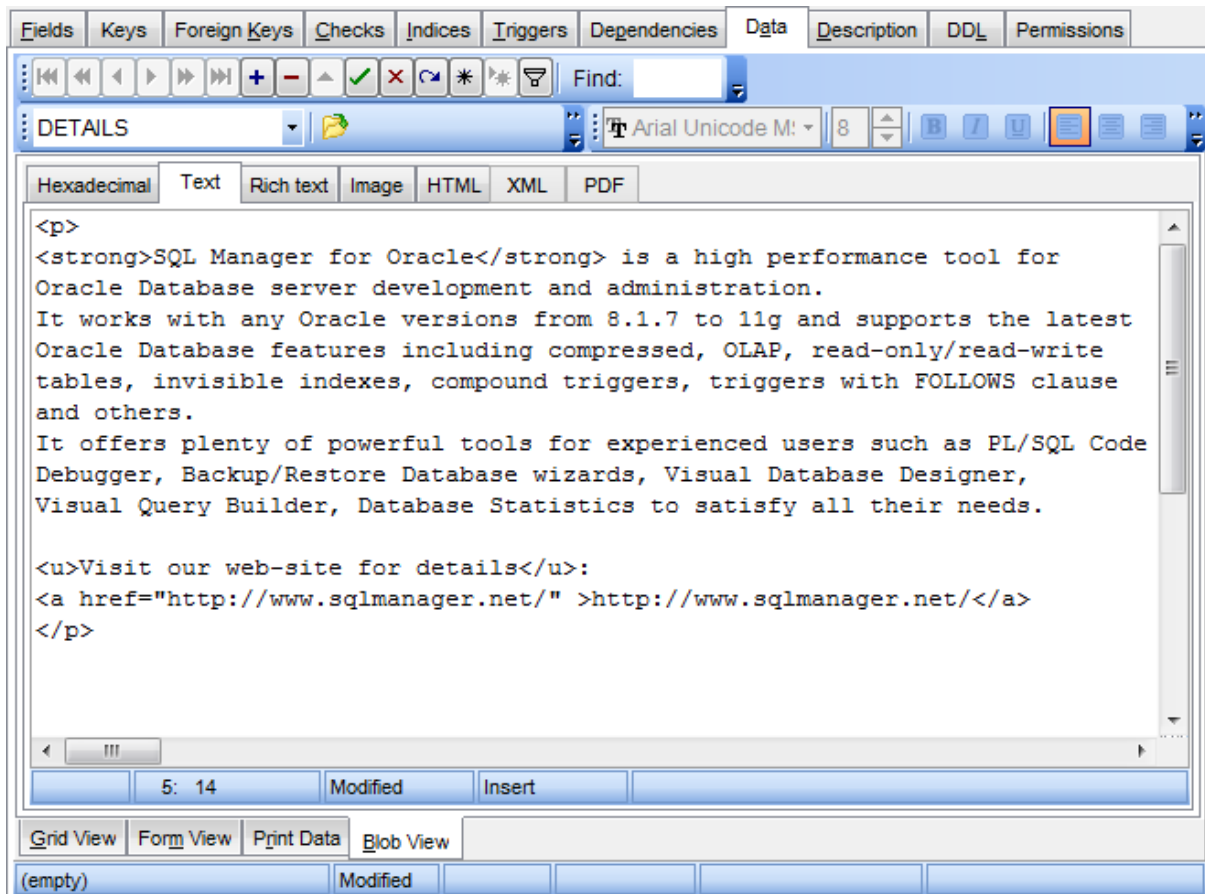 Fields Keys Foreign Keys Checks Indices Triggers Dependencies Data Description DDL Permissions
Find:
DETAILS Arial Unicode M 8 B I U
Hexadecimal Text Rich text Image HTML XML PDF
<p>
<strong>SQL Manager for Oracle</strong> is a high performance tool for
Oracle Database server development and administration.
It works with any Oracle versions from 8.1.7 to 11g and supports the latest
Oracle Database features including compressed, OLAP, read-only/read-write
tables, invisible indexes, compound triggers, triggers with FOLLOWS clause
and others.
It offers plenty of powerful tools for experienced users such as PL/SQL Code
Debugger, Backup/Restore Database wizards, Visual Database Designer,
Visual Query Builder, Database Statistics to satisfy all their needs.
<u>Visit our web-site for details</u>:
<a href="http://www.sqlmanager.net/" >http://www.sqlmanager.net/</a>
</p>
5: 14 Modified Insert
Grid View Form View Print Data Blob View
(empty) Modified